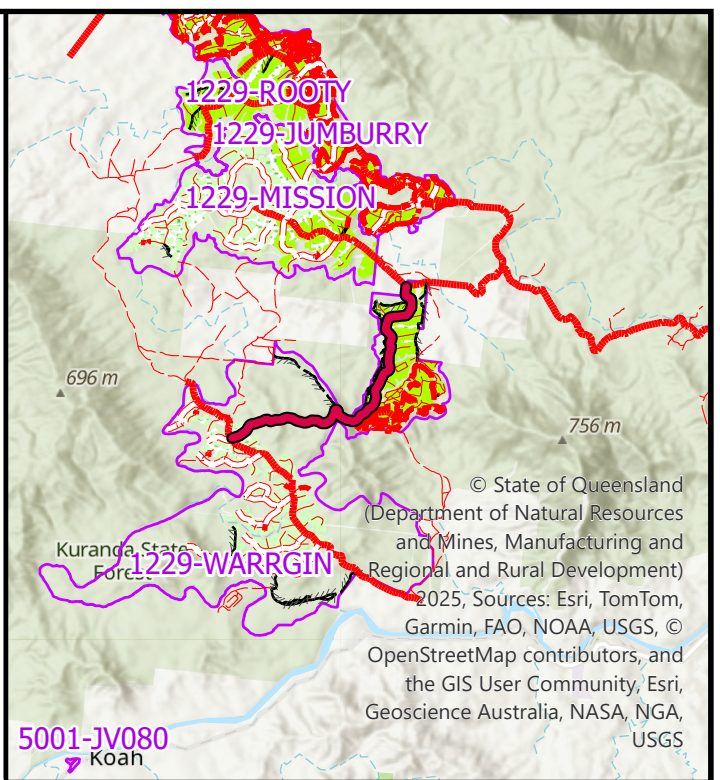 1229-ROOTY
1229-JUMBURRY
1229-MISSION
696 m
756 m
© State of Queensland
(Department of Natural Resources
and Mines, Manufacturing and
Regional and Rural Development)
2025, Sources: Esri, TomTom,
Garmin, FAO, NOAA, USGS, ©
OpenStreetMap contributors, and
the GIS User Community, Esri,
Geoscience Australia, NASA, NGA,
USGS
Kuranda State
Forest
1229-WARRGIN
5001-JV080
Koah